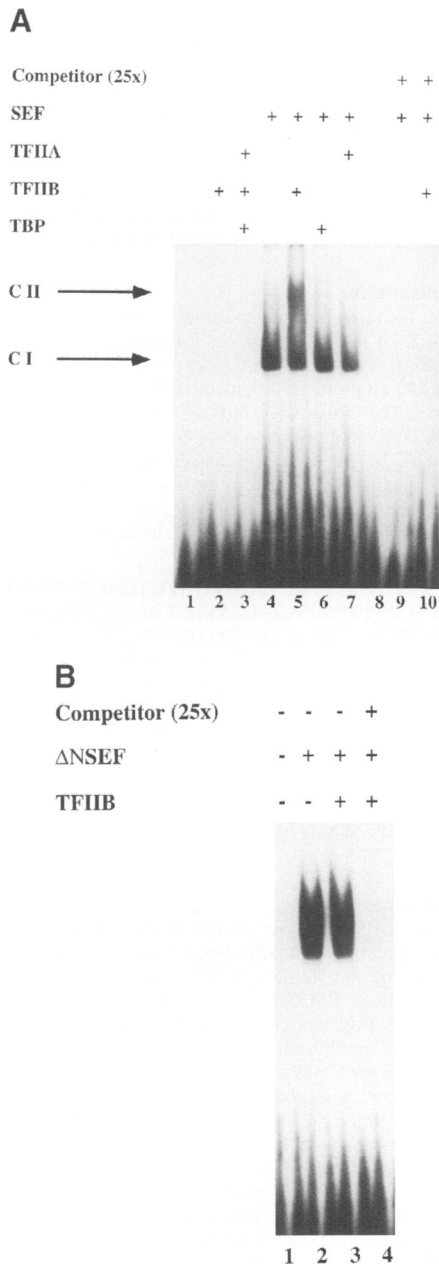 A
Competitor (25x) + +
SEF + + + + + +
TFIIA + +
TFIIB + + + +
TBP + +
C II
C I
1 2 3 4 5 6 7 8 9 10
B
Competitor (25x) - - - +
ΔNSEF - + + +
TFIIB - - + +
1 2 3 4